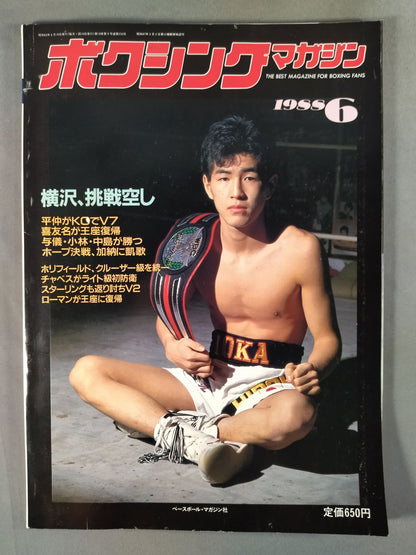 ボクシングマガジン
THE BEST MAGAZINE FOR BOXING FANS
1988 6
横沢、挑戦空し
平仲がKOでV7
喜友名が王座復帰
与儀・小林・中島が勝つ
ホープ決戦、加納に凱歌
ホリフィールド、クルーザー級を統一
チャベスがライト級初防衛
スターリングも返り討ちV2
ローマンが王座に復帰
IOKA
ベースボール・マガジン社
定価650円